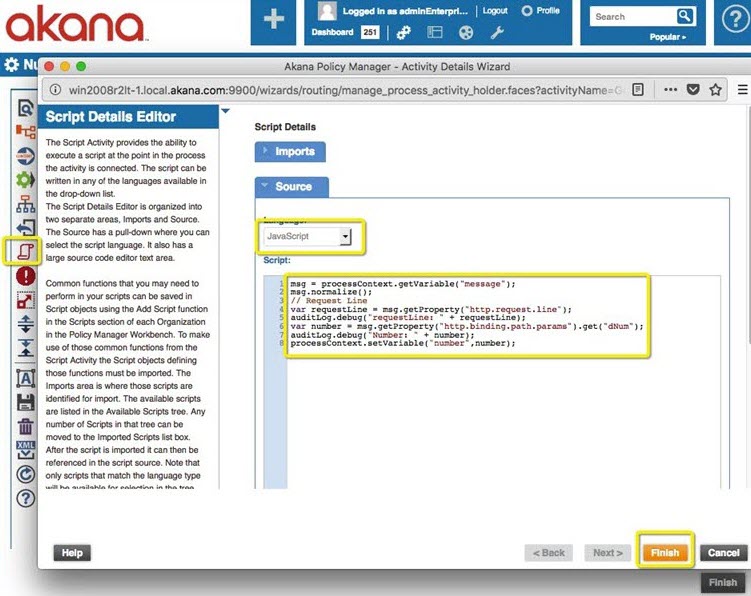 akana
Logged in as adminEnterpri... Logout Profile
Dashboard 251
Search
Popular
Akana Policy Manager - Activity Details Wizard
win2008r2lt-1.local.akana.com:9900/wizards/routing/manage_process_activity_holder.faces?activityName=G
Script Details Editor
The Script Activity provides the ability to
execute a script at the point in the process
the activity is connected. The script can be
written in any of the languages available in
the drop-down list.
The Script Details Editor is organized into
two separate areas, Imports and Source.
The Source has a pull-down where you can
select the script language. It also has a
large source code editor text area.
Common functions that you may need to
perform in your scripts can be saved in
Script objects using the Add Script function
in the Scripts section of each Organization
in the Policy Manager Workbench. To make
use of those common functions from the
Script Activity the Script objects defining
those functions must be imported. The
Imports area is where those scripts are
identified for import. The available scripts
are listed in the Available Scripts tree. Any
number of Scripts in that tree can be
moved to the Imported Scripts list box.
After the script is imported it can then be
referenced in the script source. Note that
only scripts that match the language type
will be available for selection in the tree
Script Details
Imports
Source
Language:
JavaScript
Script:
1 msg = processContext.getVariable("message");
2 msg.normalize();
3 // Request Line
4 var requestLine = msg.getProperty("http.request.line");
5 auditLog.debug("requestLine: " + requestLine);
6 var number = msg.getProperty("http.binding.path.params").get("dNum");
7 auditLog.debug("Number: " + number);
8 processContext.setVariable("number",number);
XML
Help
< Back
Next >
Finish
Cancel
Finish